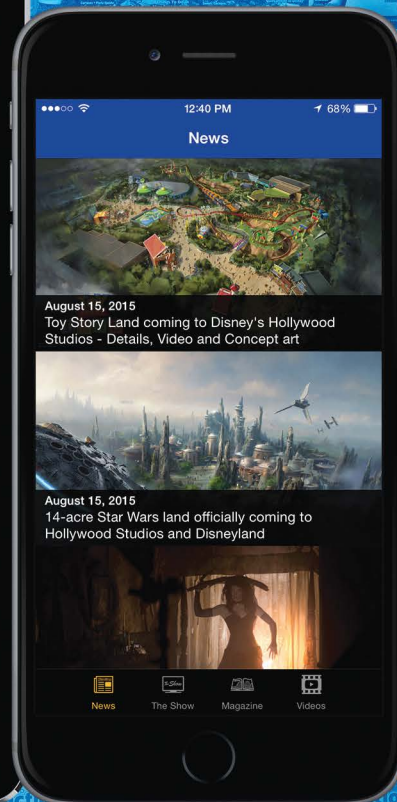 12:40 PM
68%
News
August 15, 2015
Toy Story Land coming to Disney's Hollywood
Studios - Details, Video and Concept art
August 15, 2015
14-acre Star Wars land officially coming to
Hollywood Studios and Disneyland
News
The Show
Magazine
Videos